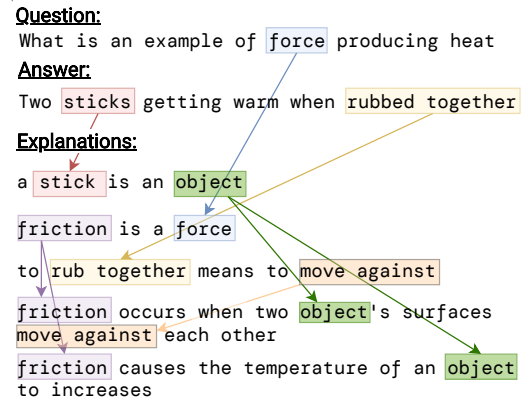 Question:
What is an example of force producing heat
Answer:
Two sticks getting warm when rubbed together
Explanations:
a stick is an object
friction is a force
to rub together means to move against
friction occurs when two object's surfaces
move against each other
friction causes the temperature of an object
to increases